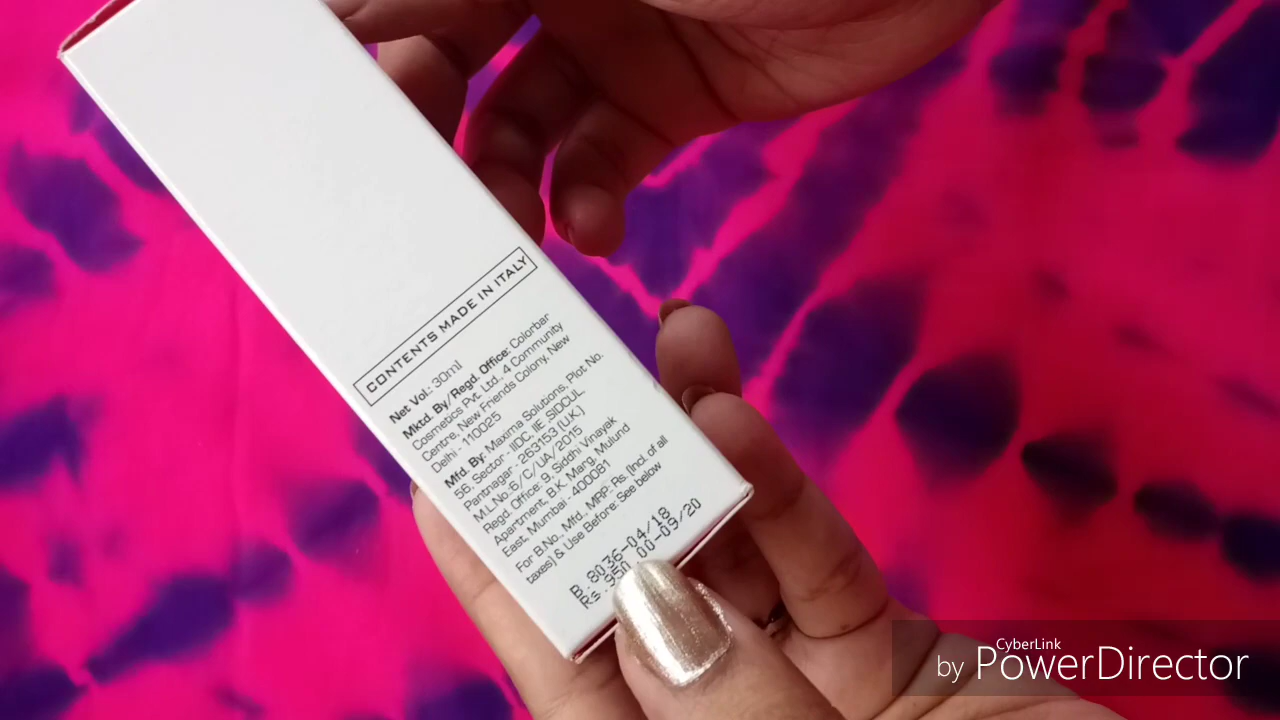 CONTENTS MADE IN ITALY
Net Vol.: 30ml
Mktd. By/Regd. Office: Colorbar
Cosmetics Pvt. Ltd., 4 Community
Centre, New Friends Colony, New
Delhi - 110025
Mfd. By: Maxima Solutions, Plot No.
56, Sector - IIDC, IIE ,SIDCUL
Pantnagar - 263153 (U.K.)
M.L.No:6/C/UA/2015
Regd. Office: 9, Siddhi Vinayak
Apartment, B.K. Marg, Mulund
East, Mumbai - 400081
For B.No., Mfd., MRP: Rs. (Incl. of all
taxes) & Use Before: See below
B. 8036-04/18
Rs. 950.00-09/20
CyberLink
by PowerDirector